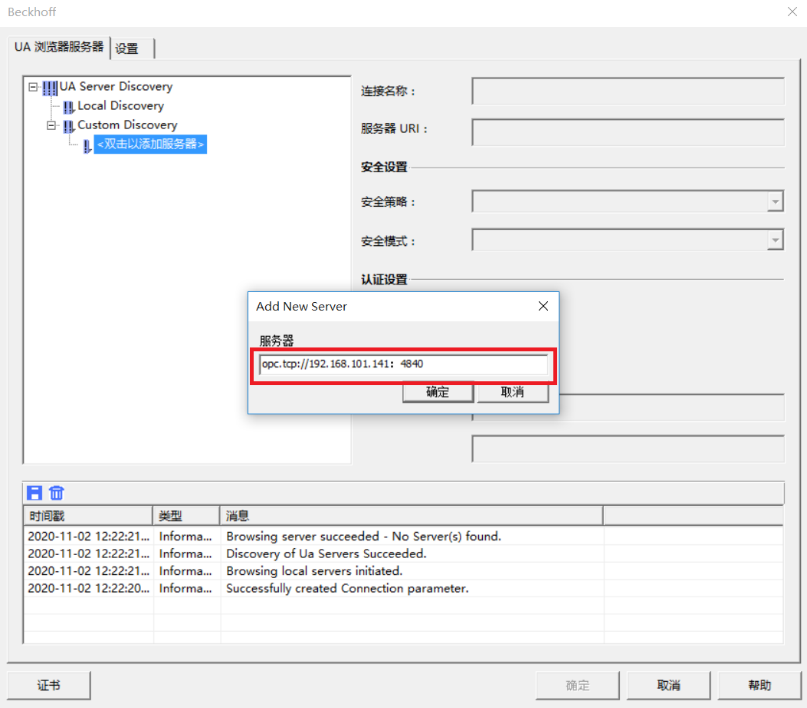 Beckhoff
UA 浏览器服务器
设置
UA Server Discovery
Local Discovery
Custom Discovery
<双击以添加服务器>
连接名称：
服务器 URI：
安全设置
安全策略：
安全模式：
认证设置
Add New Server
服务器
opc.tcp://192.168.101.141：4840
确定
取消
时间戳 类型 消息
2020-11-02 12:22:21... Informa... Browsing server succeeded - No Server(s) found.
2020-11-02 12:22:21... Informa... Discovery of Ua Servers Succeeded.
2020-11-02 12:22:21... Informa... Browsing local servers initiated.
2020-11-02 12:22:20... Informa... Successfully created Connection parameter.
证书
确定
取消
帮助